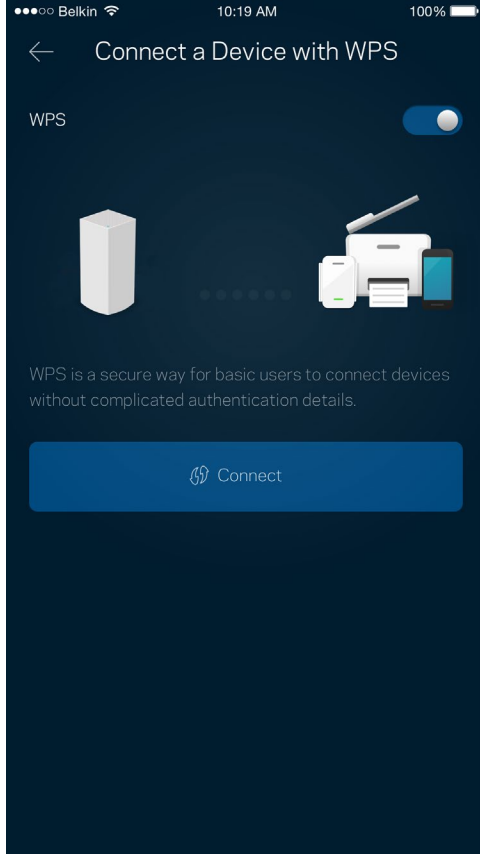 ●●●○○ Belkin 10:19 AM 100%
Connect a Device with WPS
WPS
WPS is a secure way for basic users to connect devices
without complicated authentication details.
Connect